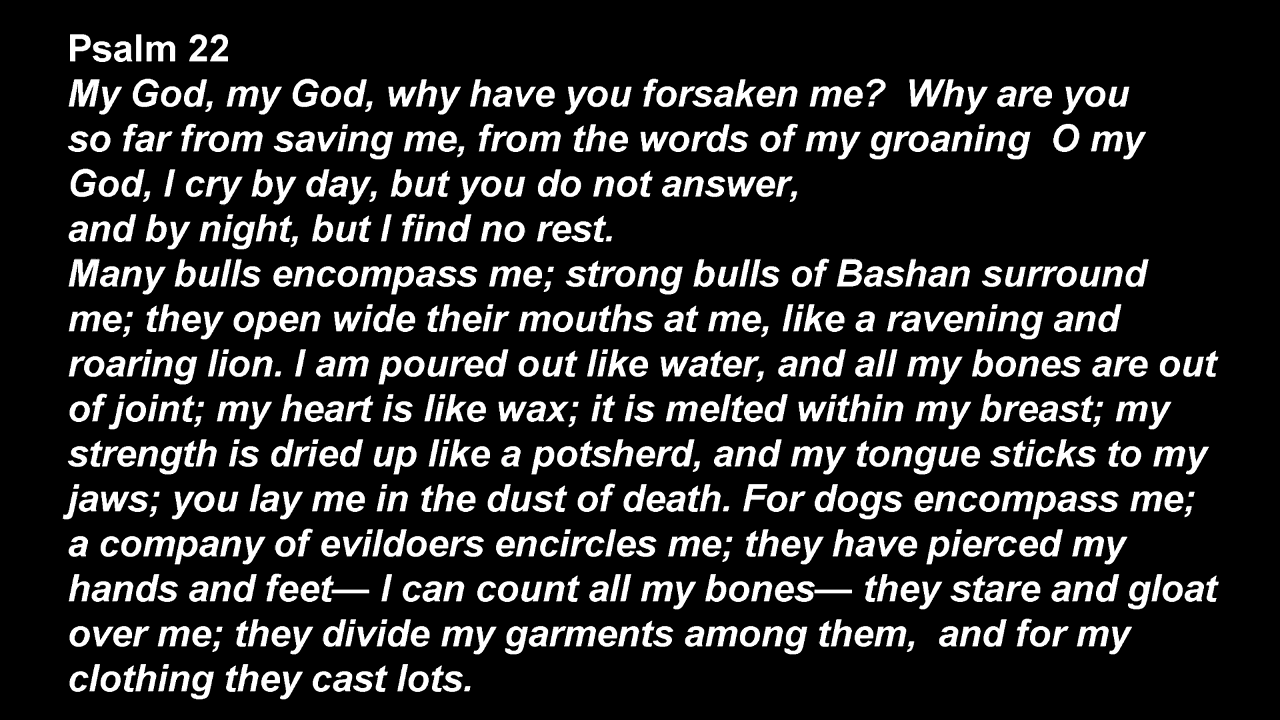 Psalm 22
My God, my God, why have you forsaken me?  Why are you
so far from saving me, from the words of my groaning  O my
God, I cry by day, but you do not answer,
and by night, but I find no rest.
Many bulls encompass me; strong bulls of Bashan surround
me; they open wide their mouths at me, like a ravening and
roaring lion. I am poured out like water, and all my bones are out
of joint; my heart is like wax; it is melted within my breast; my
strength is dried up like a potsherd, and my tongue sticks to my
jaws; you lay me in the dust of death. For dogs encompass me;
a company of evildoers encircles me; they have pierced my
hands and feet— I can count all my bones— they stare and gloat
over me; they divide my garments among them,  and for my
clothing they cast lots.